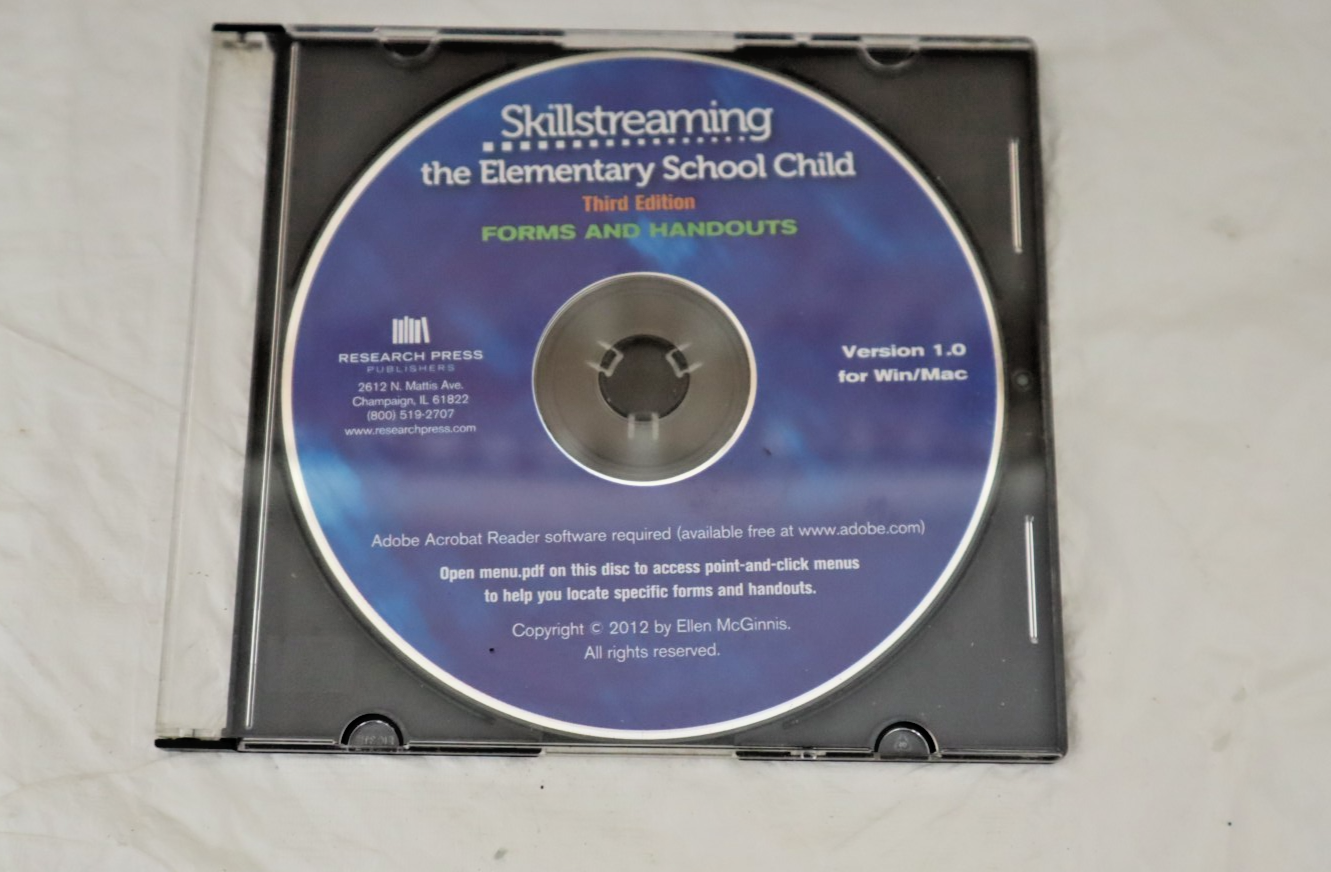 Skillstreaming
the Elementary School Child
Third Edition
FORMS AND HANDOUTS
RESEARCH PRESS
PUBLISHERS
2612 N. Mattis Ave.
Champaign, IL 61822
(800) 519-2707
www.researchpress.com
Version 1.0
for Win/Mac
Adobe Acrobat Reader software required (available free at www.adobe.com)
Open menu.pdf on this disc to access point-and-click menus
to help you locate specific forms and handouts.
Copyright © 2012 by Ellen McGinnis.
All rights reserved.